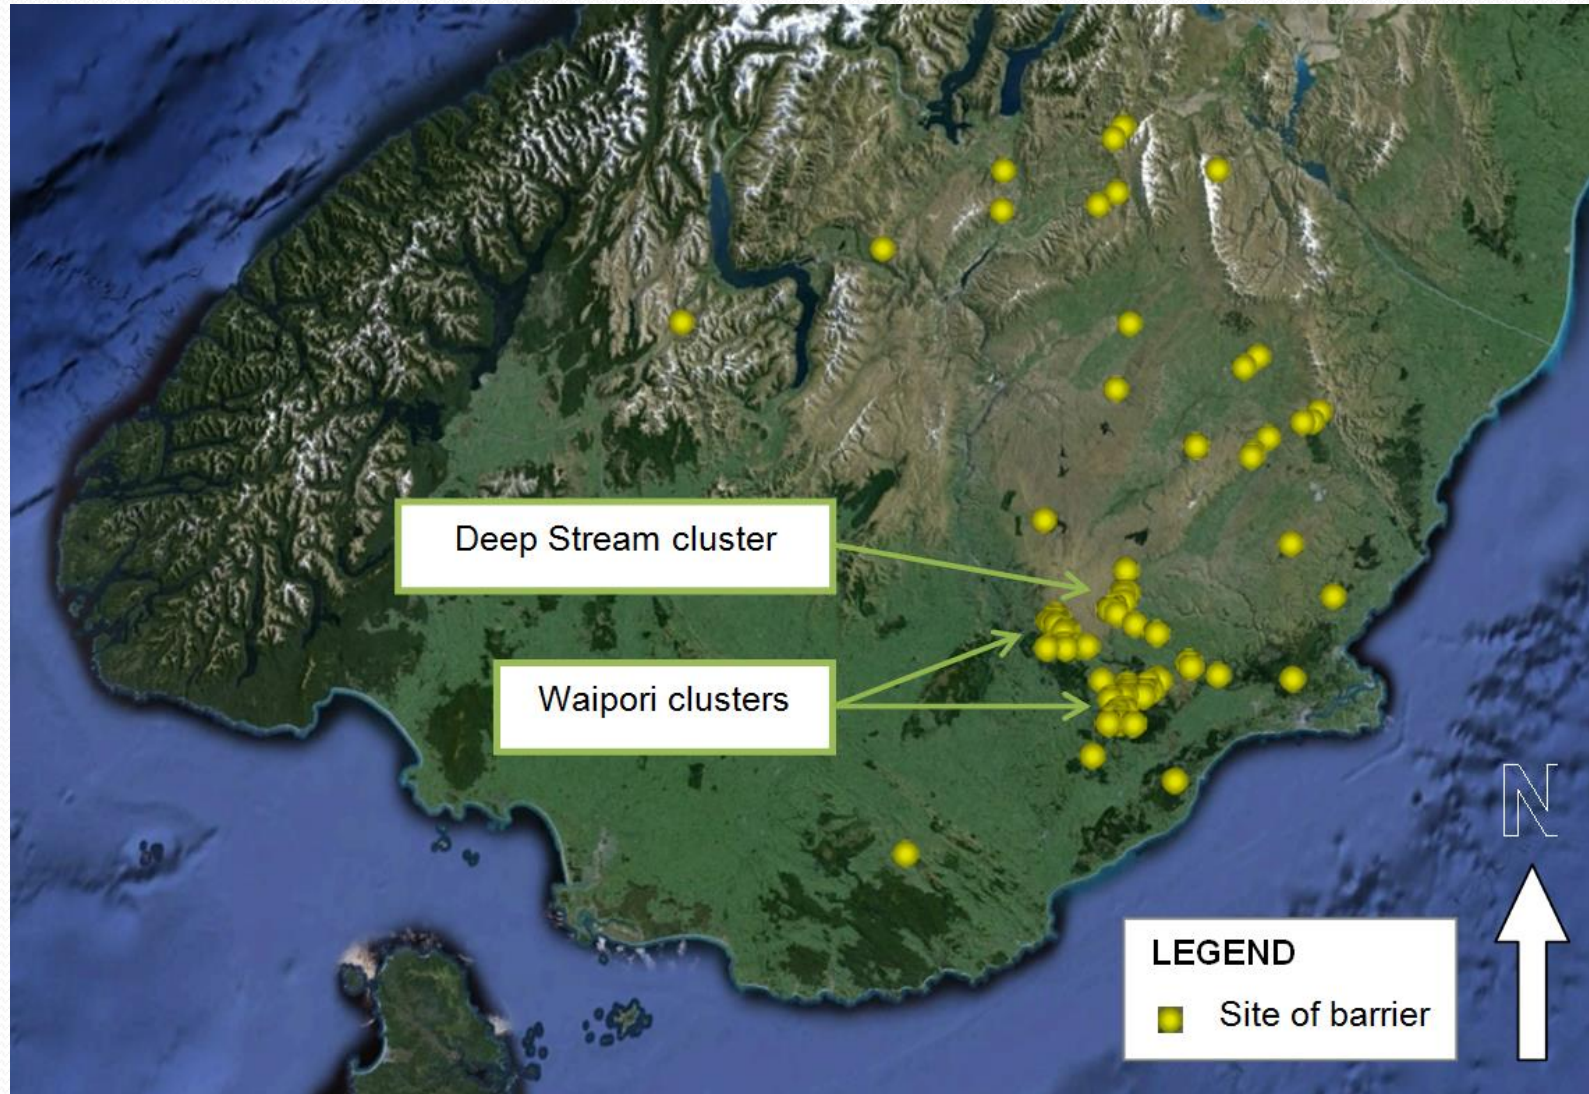 Deep Stream cluster
Waipori clusters
N
LEGEND
Site of barrier